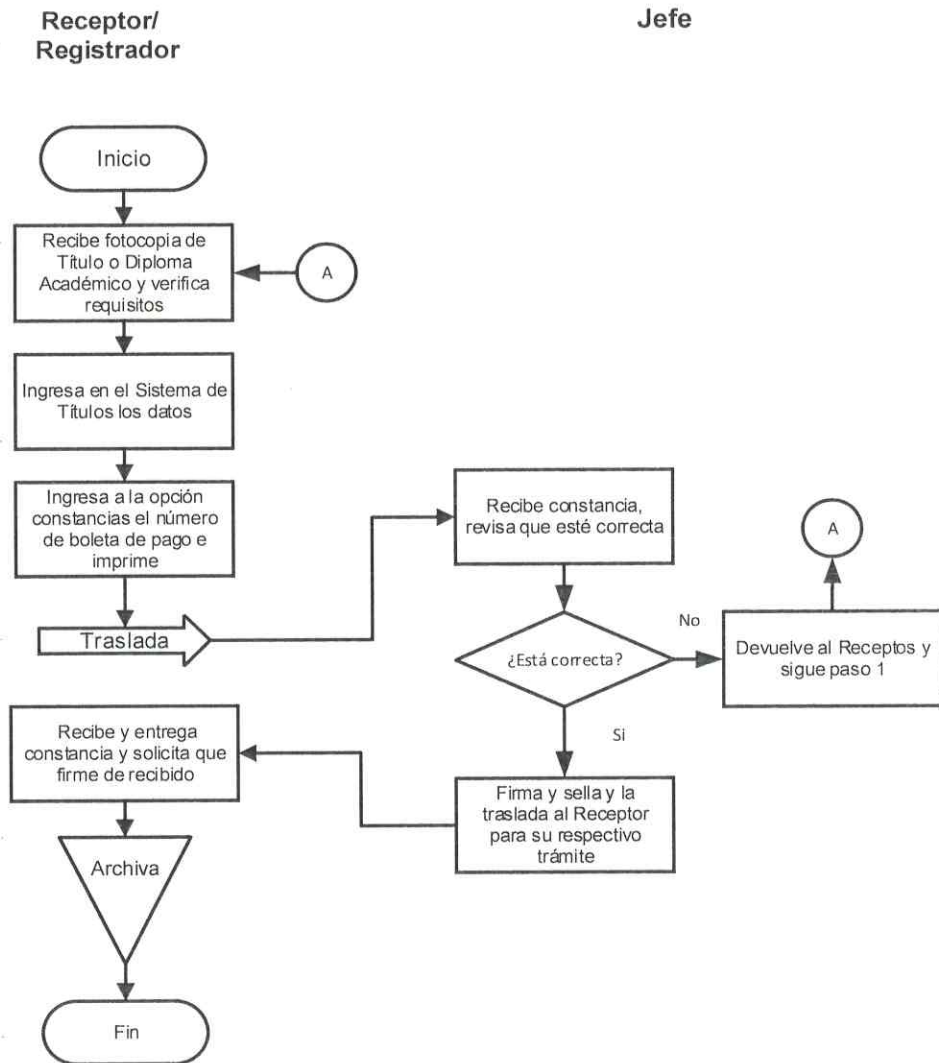 Receptor/
Registrador
Jefe
Inicio
Recibe fotocopia de
Título o Diploma
Académico y verifica
requisitos
A
Ingresa en el Sistema de
Títulos los datos
Ingresa a la opción
constancias el número
de boleta de pago e
imprime
Traslada
Recibe constancia,
revisa que esté correcta
A
¿Está correcta?
No
Devuelve al Receptos y
sigue paso 1
Si
Firma y sella y la
traslada al Receptor
para su respectivo
trámite
Recibe y entrega
constancia y solicita que
firme de recibido
Archiva
Fin